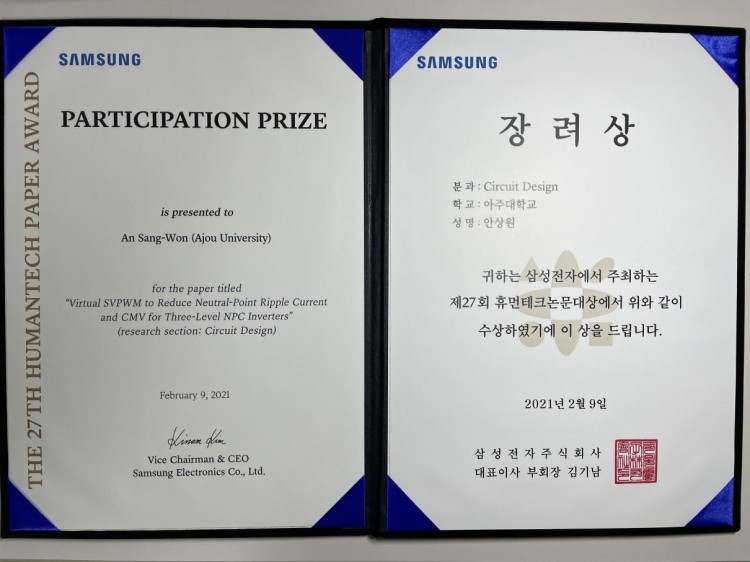 SAMSUNG
THE 27TH HUMANTECH PAPER AWARD
PARTICIPATION PRIZE
is presented to
An Sang-Won (Ajou University)
for the paper titled
"Virtual SVPWM to Reduce Neutral-Point Ripple Current
and CMV for Three-Level NPC Inverters"
(research section: Circuit Design)
February 9, 2021
Kinam Kim
Vice Chairman & CEO
Samsung Electronics Co., Ltd.
SAMSUNG
장 려 상
분 과 : Circuit Design
학 교 : 아주대학교
성 명 : 안상원
귀하는 삼성전자에서 주최하는
제27회 휴먼테크논문대상에서 위와 같이
수상하였기에 이 상을 드립니다.
2021년 2월 9일
삼성전자주식회사
대표이사 부회장 김기남